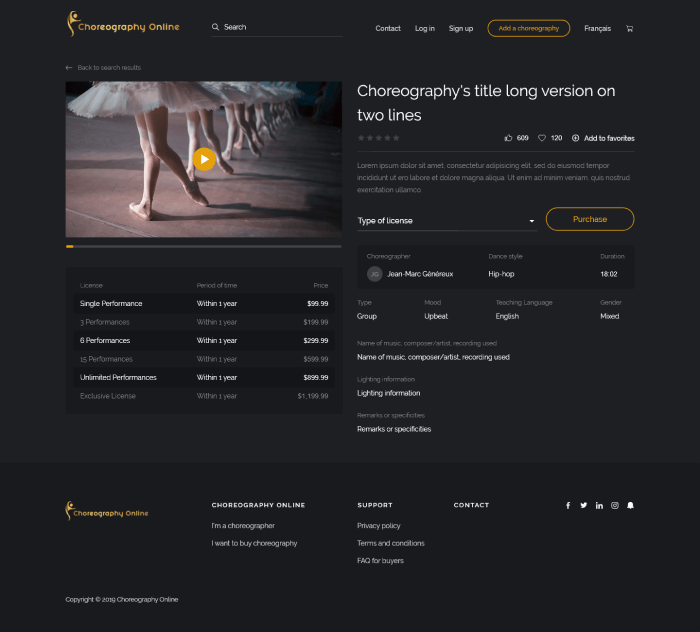 Choreography Online
Search
Contact
Log in
Sign up
Add a choreography
Français
Back to search results
Choreography's title long version on
two lines
609
120
Add to favorites
Lorem ipsum dolor sit amet, consectetur adipisicing elit, sed do eiusmod tempor
incididunt ut ero labore et dolore magna aliqua. Ut enim ad minim veniam, quis nostrud
exercitation ullamco.
Type of license
Purchase
Choreographer Dance style Duration
JG Jean-Marc Généreux Hip-hop 18:02
Type Mood Teaching Language Gender
Group Upbeat English Mixed
Name of music, composer/artist, recording used
Name of music, composer/artist, recording used
Lighting information
Lighting information
Remarks or specificities
Remarks or specificities
License Period of time Price
Single Performance Within 1 year $99.99
3 Performances Within 1 year $199.99
6 Performances Within 1 year $299.99
15 Performances Within 1 year $599.99
Unlimited Performances Within 1 year $899.99
Exclusive License Within 1 year $1,199.99
Choreography Online
CHOREOGRAPHY ONLINE
I'm a choreographer
I want to buy choreography
SUPPORT
Privacy policy
Terms and conditions
FAQ for buyers
CONTACT
Copyright © 2019 Choreography Online